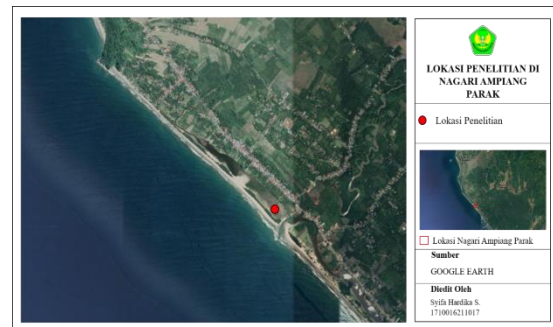 LOKASI PENELITIAN DI
NAGARI AMPIANG
PARAK
Lokasi Penelitian
Lokasi Nagari Ampiang Parak
Sumber
GOOGLE EARTH
Diedit Oleh
Syifa Hardika S.
1710016211017